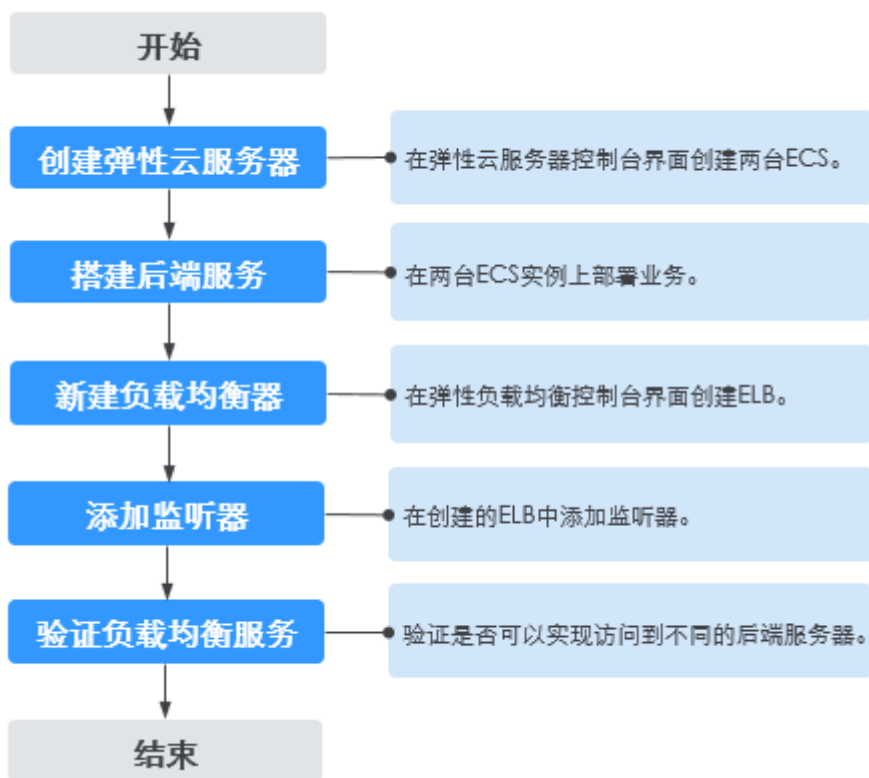 开始
创建弹性云服务器
在弹性云服务器控制台界面创建两台ECS。
搭建后端服务
在两台ECS实例上部署业务。
新建负载均衡器
在弹性负载均衡控制台界面创建ELB。
添加监听器
在创建的ELB中添加监听器。
验证负载均衡服务
验证是否可以实现访问到不同的后端服务器。
结束